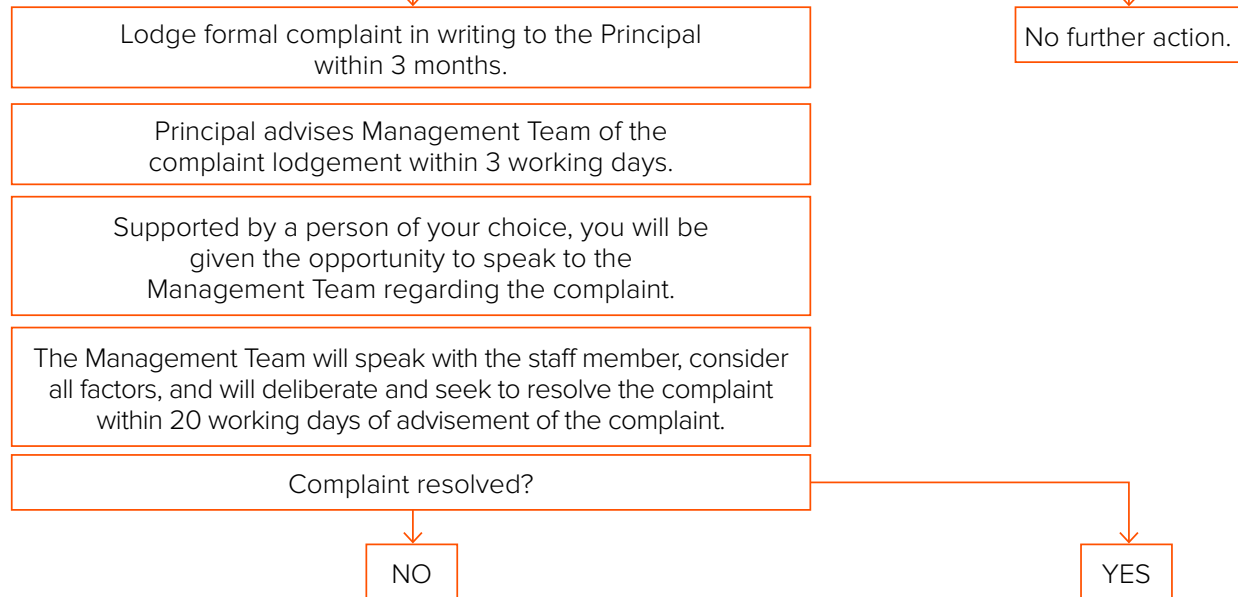 Lodge formal complaint in writing to the Principal
within 3 months.
No further action.
Principal advises Management Team of the
complaint lodgement within 3 working days.
Supported by a person of your choice, you will be
given the opportunity to speak to the
Management Team regarding the complaint.
The Management Team will speak with the staff member, consider
all factors, and will deliberate and seek to resolve the complaint
within 20 working days of advisement of the complaint.
Complaint resolved?
NO
YES